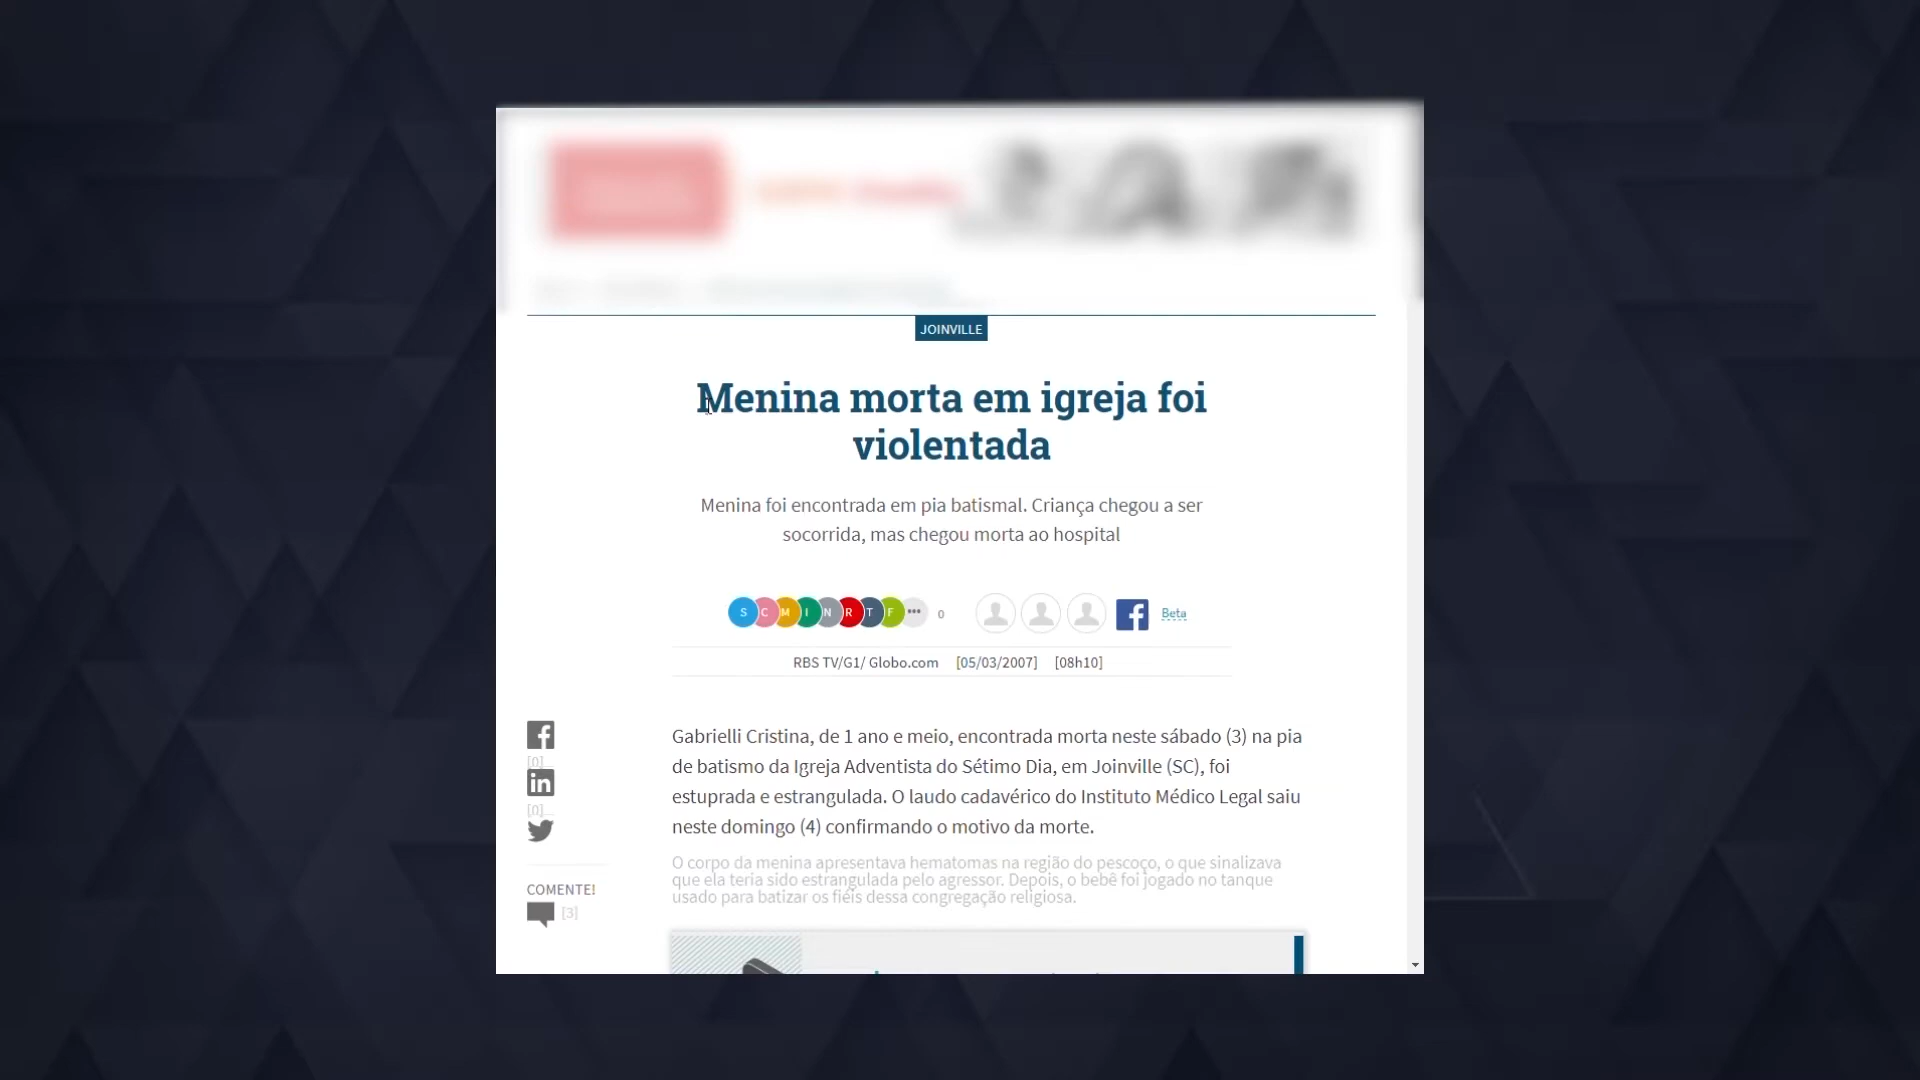 JOINVILLE
Menina morta em igreja foi
violentada
Menina foi encontrada em pia batismal. Criança chegou a ser
socorrida, mas chegou morta ao hospital
S C M I N R T F ••• 0 Beta
RBS TV/G1/ Globo.com [05/03/2007] [08h10]
Gabrielli Cristina, de 1 ano e meio, encontrada morta neste sábado (3) na pia
de batismo da Igreja Adventista do Sétimo Dia, em Joinville (SC), foi
estuprada e estrangulada. O laudo cadavérico do Instituto Médico Legal saiu
neste domingo (4) confirmando o motivo da morte.
O corpo da menina apresentava hematomas na região do pescoço, o que sinalizava
que ela teria sido estrangulada pelo agressor. Depois, o bebê foi jogado no tanque
usado para batizar os fiéis dessa congregação religiosa.
[0]
[0]
COMENTE!
[3]